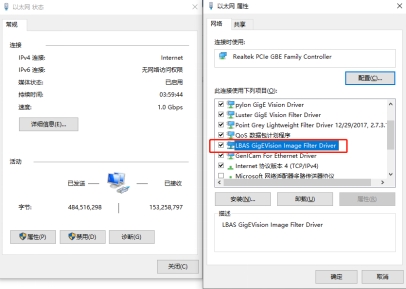 以太网 状态
常规
连接
IPv4 连接: Internet
IPv6 连接: 无网络访问权限
媒体状态: 已启用
持续时间: 03:59:44
速度: 1.0 Gbps
详细信息(E)...
活动
已发送 已接收
字节: 484,516,298 153,258,797
属性(P) 禁用(D) 诊断(G)
关闭(C)
以太网 属性
网络 共享
连接时使用:
Realtek PCIe GBE Family Controller
配置(C)...
此连接使用下列项目(O):
pylon GigE Vision Driver
Luster GigE Vision Filter Driver
Point Grey Lightweight Filter Driver 12/29/2017, 2.7.3.
QoS 数据包计划程序
LBAS GigEVision Image Filter Driver
GenICam For Ethernet Driver
Internet 协议版本 4 (TCP/IPv4)
Microsoft 网络适配器多路传送器协议
安装(N)... 卸载(U) 属性(R)
描述
LBAS GigEVision Image Filter Driver
确定 取消